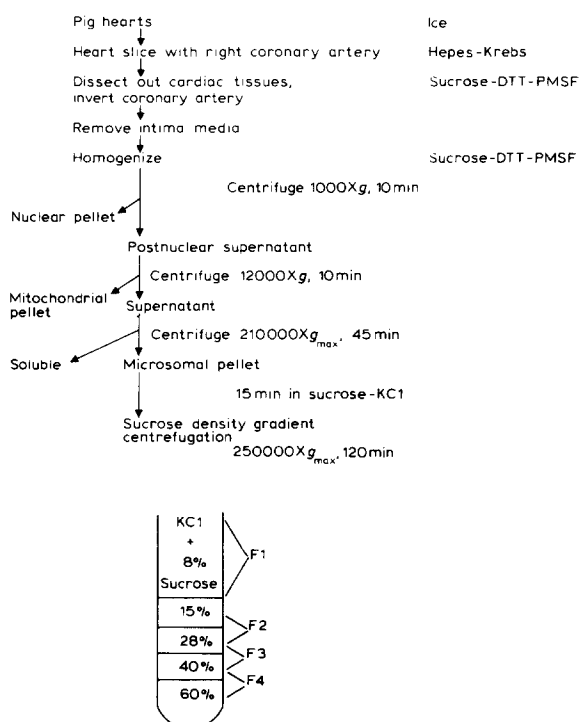 Pig hearts
Ice
Heart slice with right coronary artery
Hepes-Krebs
Dissect out cardiac tissues,
invert coronary artery
Sucrose-DTT-PMSF
Remove intima media
Homogenize
Sucrose-DTT-PMSF
Centrifuge 1000Xg, 10min
Nuclear pellet
Postnuclear supernatant
Centrifuge 12000Xg, 10min
Mitochondrial
pellet
Supernatant
Centrifuge 210000Xgmax, 45min
Soluble
Microsomal pellet
15min in sucrose-KC1
Sucrose density gradient
centrefugation
250000Xgmax, 120min
KC1
+
8%
Sucrose
F1
15%
F2
28%
F3
40%
F4
60%